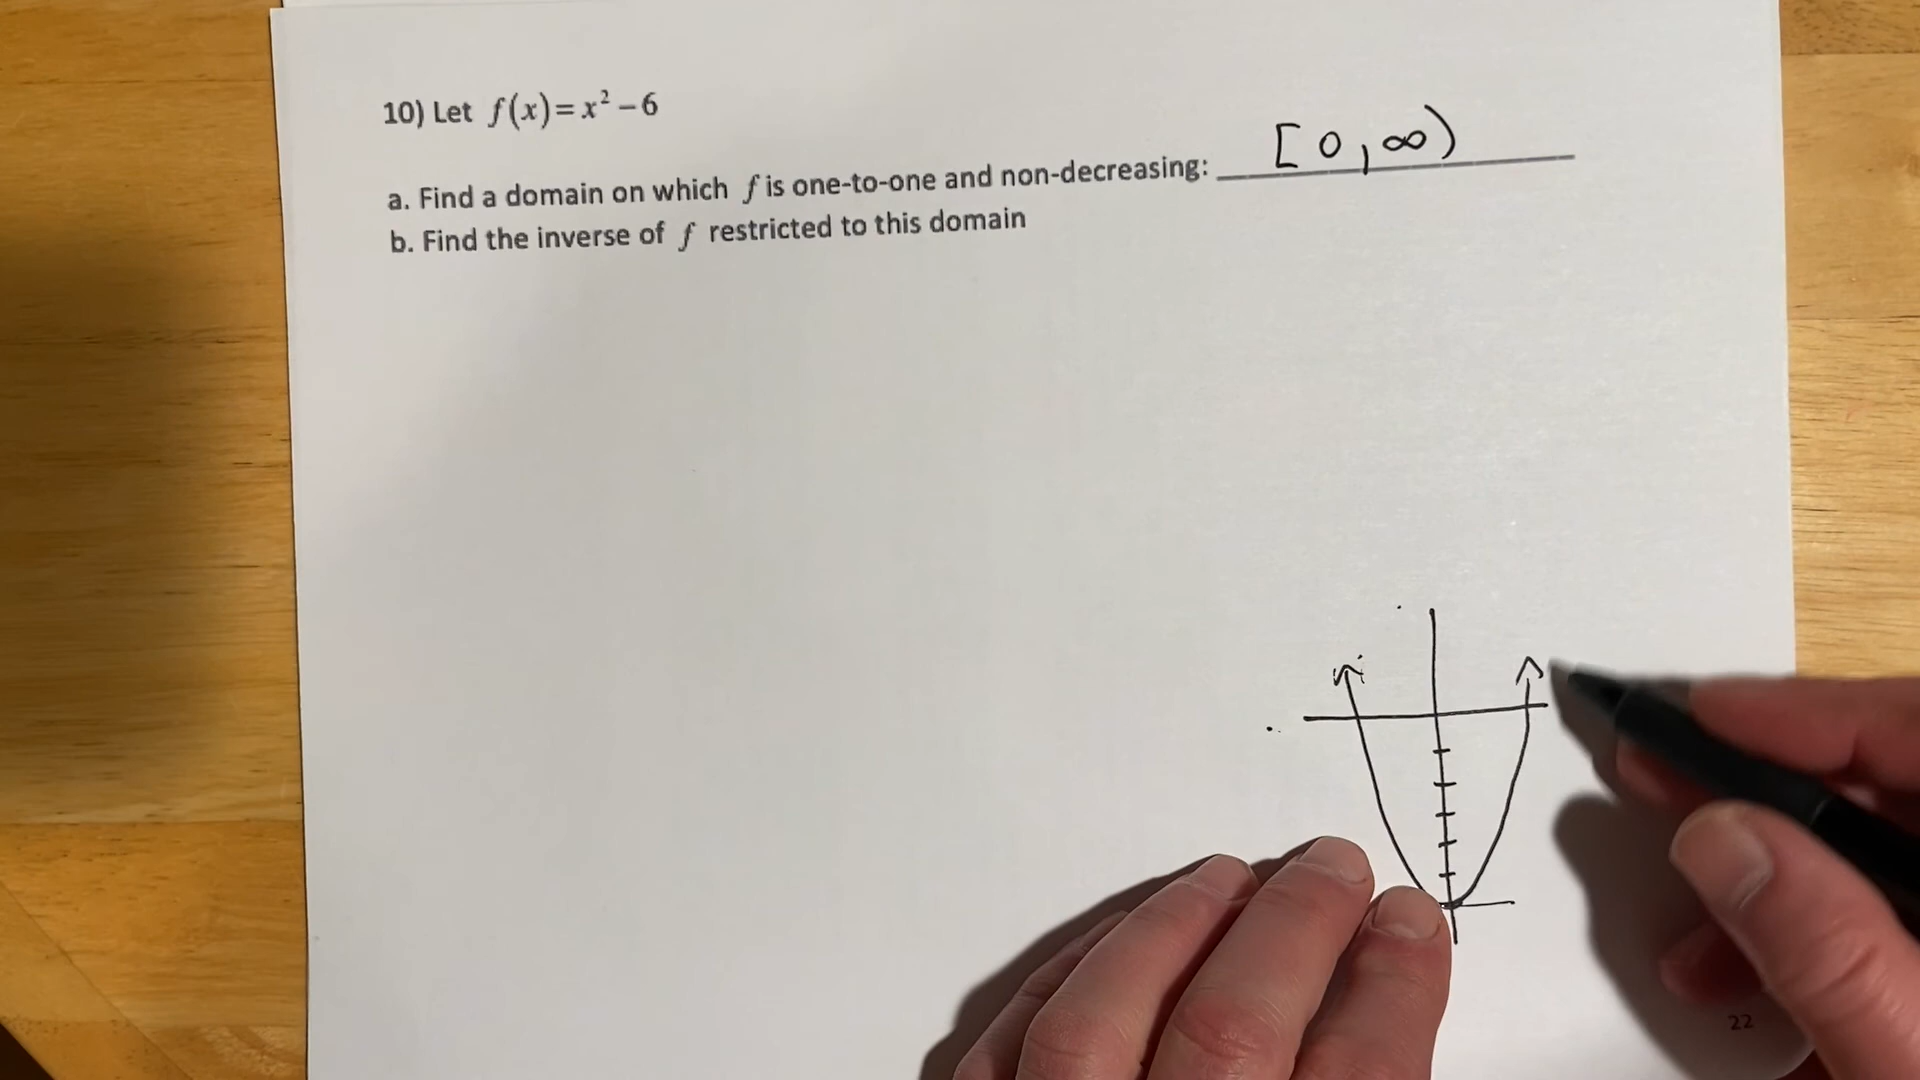 10) Let f(x)=x²−6
a. Find a domain on which f is one-to-one and non-decreasing: [0,∞)
b. Find the inverse of f restricted to this domain
22